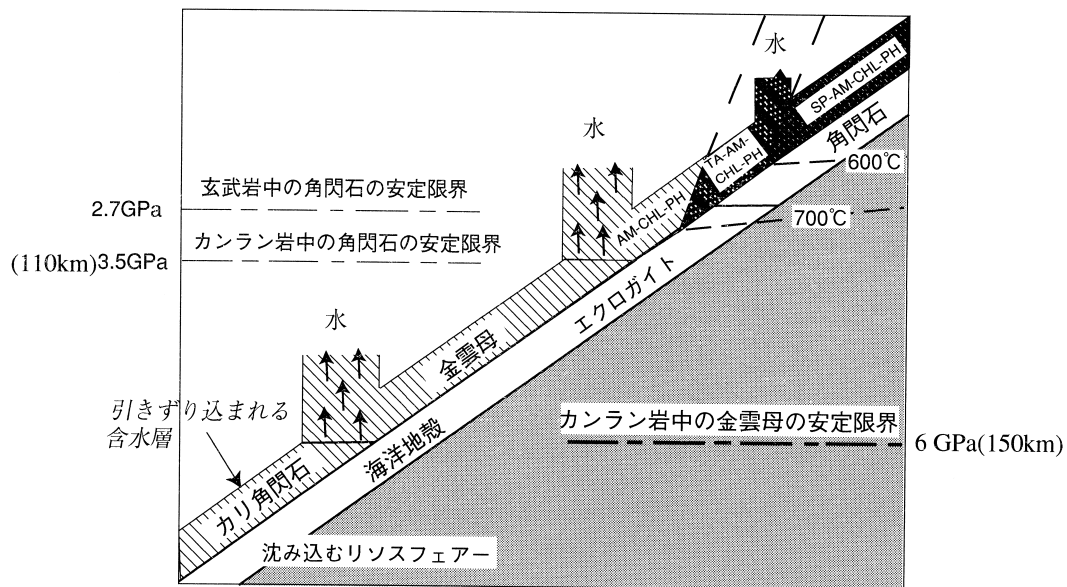 水
SP-AM-CHL-PH
角閃石
600℃
TA-AM-
CHL-PH
水
玄武岩中の角閃石の安定限界
2.7GPa
カンラン岩中の角閃石の安定限界
(110km)3.5GPa
AM-CHL-PH
700℃
エクロガイト
水
金雲母
引きずり込まれる
含水層
カンラン岩中の金雲母の安定限界
6 GPa(150km)
海洋地殻
カリ角閃石
沈み込むリソスフェアー